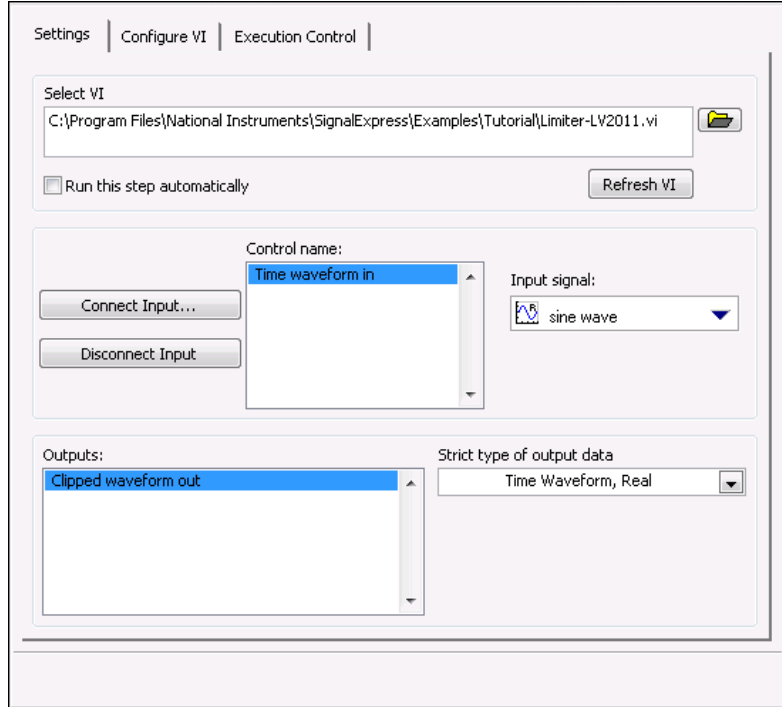 Settings
Configure VI
Execution Control
Select VI
C:\Program Files\National Instruments\SignalExpress\Examples\Tutorial\Limiter-LV2011.vi
Run this step automatically
Refresh VI
Control name:
Time waveform in
Input signal:
Connect Input...
sine wave
Disconnect Input
Outputs:
Strict type of output data
Clipped waveform out
Time Waveform, Real